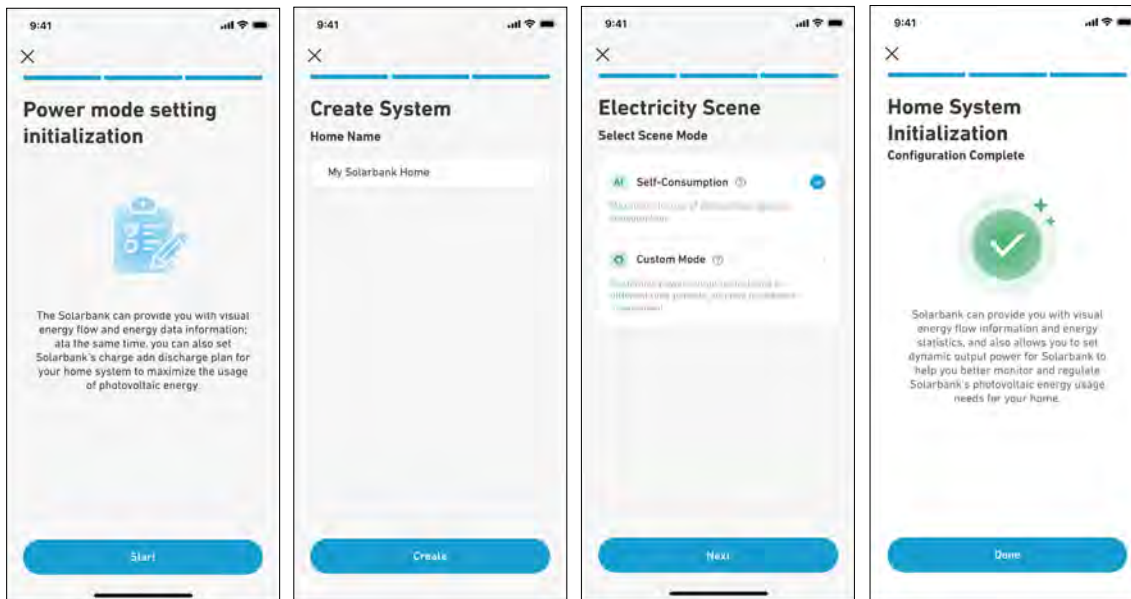 9:41
Power mode setting
initialization
The Solarbank can provide you with visual
energy flow and energy data information;
ata the same time, you can also set
Solarbank's charge adn discharge plan for
your home system to maximize the usage
of photovoltaic energy
Start
9:41
Create System
Home Name
My Solarbank Home
Create
9:41
Electricity Scene
Select Scene Mode
AI Self-Consumption
Custom Mode
Next
9:41
Home System
Initialization
Configuration Complete
Solarbank can provide you with visual
energy flow information and energy
statistics, and also allows you to set
dynamic output power for Solarbank to
help you better monitor and regulate
Solarbank's photovoltaic energy usage
needs for your home.
Done